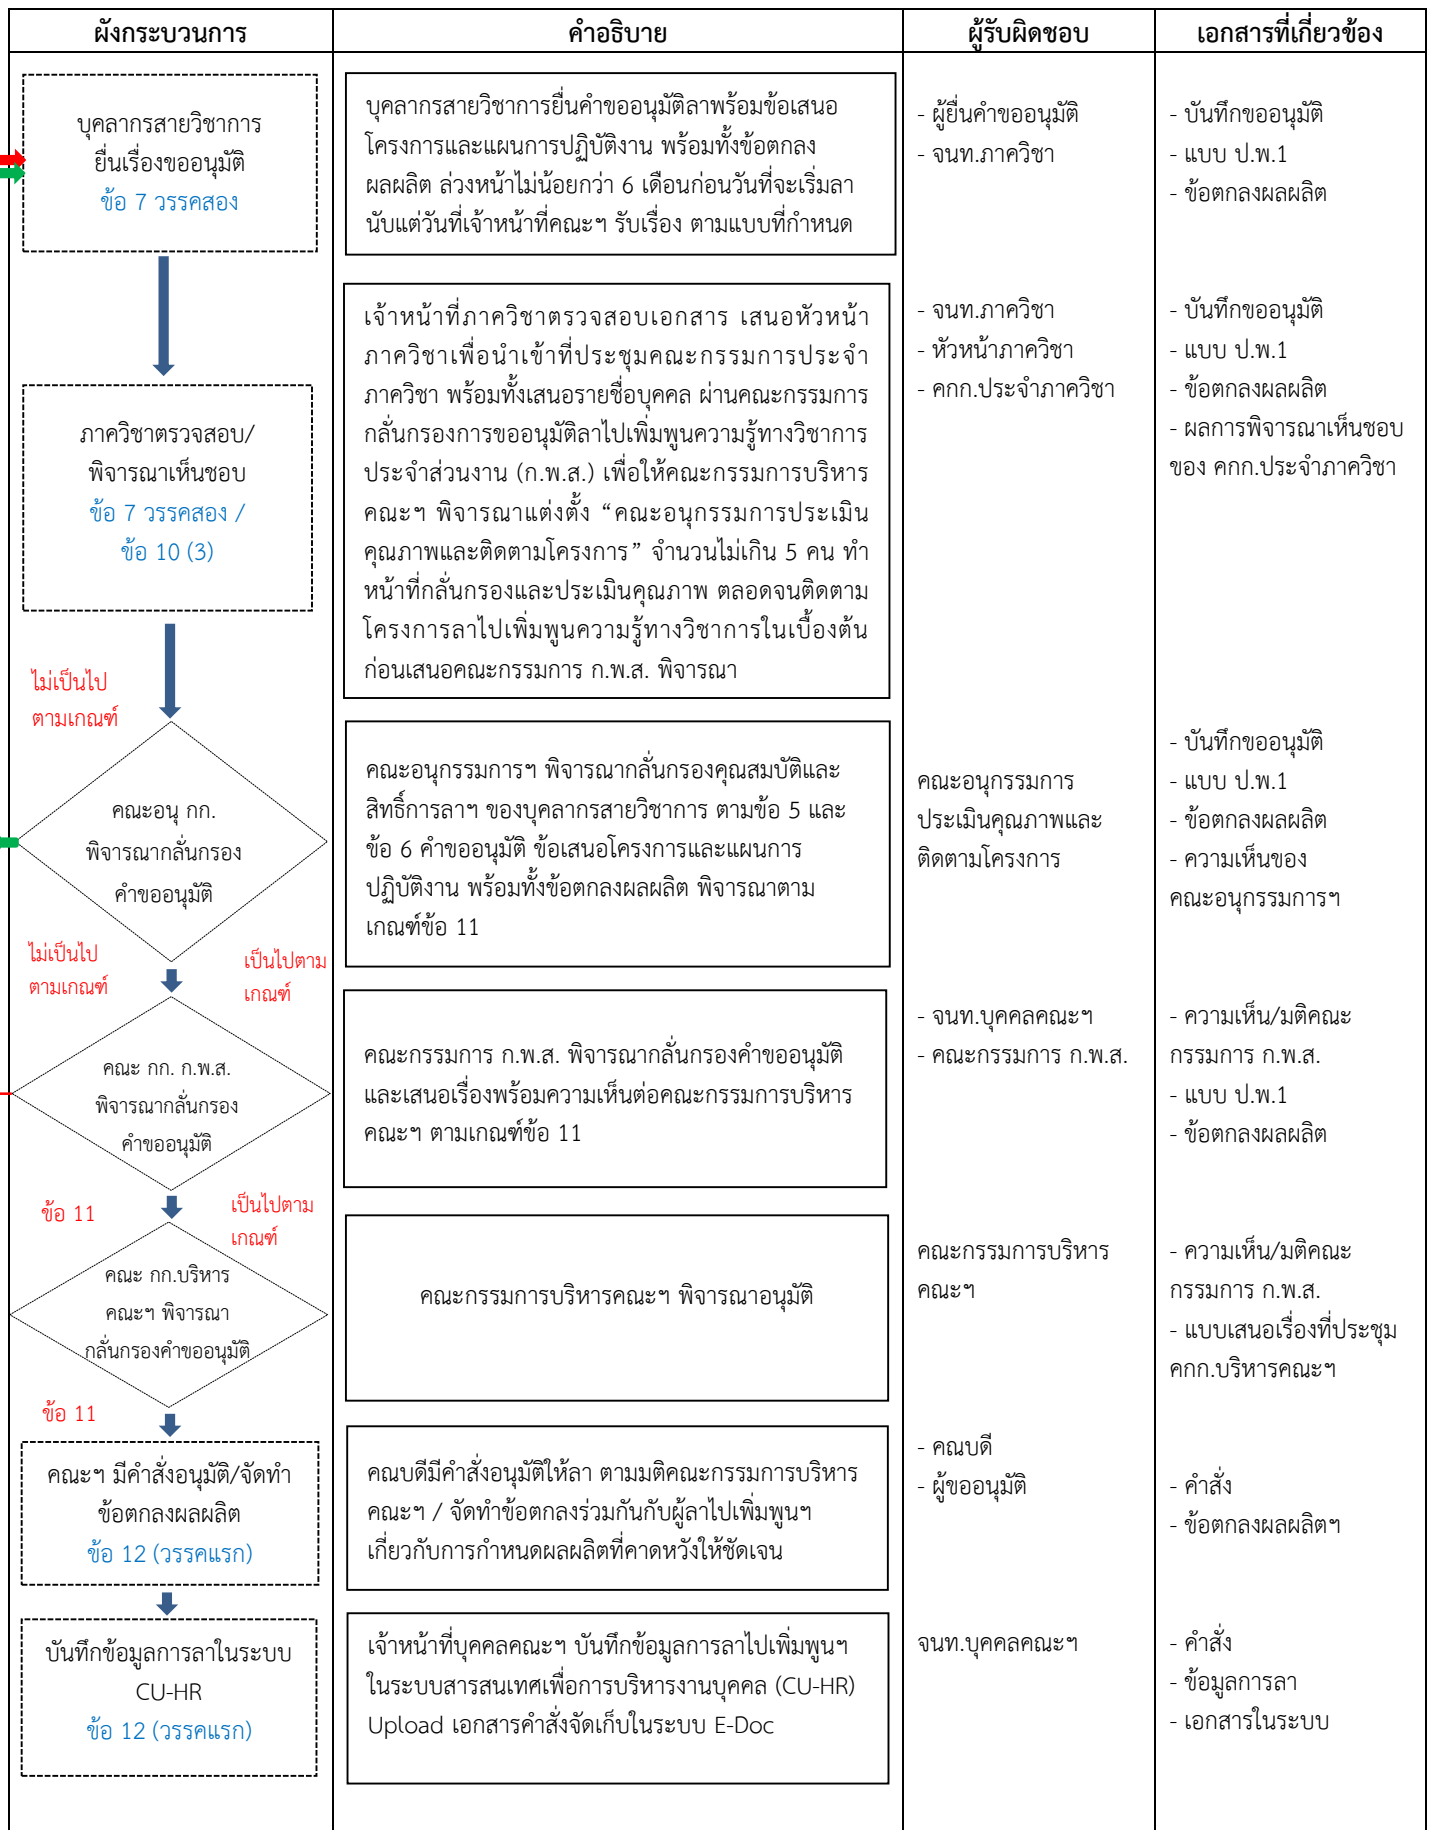 ผังกระบวนการ
คำอธิบาย
ผู้รับผิดชอบ
เอกสารที่เกี่ยวข้อง
บุคลากรสายวิชาการ
ยื่นเรื่องขออนุมัติ
ข้อ 7 วรรคสอง
บุคลากรสายวิชาการยื่นคำขออนุมัติลาพร้อมข้อเสนอ
โครงการและแผนการปฏิบัติงาน พร้อมทั้งข้อตกลง
ผลผลิต ล่วงหน้าไม่น้อยกว่า 6 เดือนก่อนวันที่จะเริ่มลา
นับแต่วันที่เจ้าหน้าที่คณะฯ รับเรื่อง ตามแบบที่กำหนด
- ผู้ยื่นคำขออนุมัติ
- จนท.ภาควิชา
- บันทึกขออนุมัติ
- แบบ ป.พ.1
- ข้อตกลงผลผลิต
ภาควิชาตรวจสอบ/
พิจารณาเห็นชอบ
ข้อ 7 วรรคสอง /
ข้อ 10 (3)
เจ้าหน้าที่ภาควิชาตรวจสอบเอกสาร เสนอหัวหน้า
ภาควิชาเพื่อนำเข้าที่ประชุมคณะกรรมการประจำ
ภาควิชา พร้อมทั้งเสนอรายชื่อบุคคล ผ่านคณะกรรมการ
กลั่นกรองการขออนุมัติลาไปเพิ่มพูนความรู้ทางวิชาการ
ประจำส่วนงาน (ก.พ.ส.) เพื่อให้คณะกรรมการบริหาร
คณะฯ พิจารณาแต่งตั้ง “คณะอนุกรรมการประเมิน
คุณภาพและติดตามโครงการ” จำนวนไม่เกิน 5 คน ทำ
หน้าที่กลั่นกรองและประเมินคุณภาพ ตลอดจนติดตาม
โครงการลาไปเพิ่มพูนความรู้ทางวิชาการในเบื้องต้น
ก่อนเสนอคณะกรรมการ ก.พ.ส. พิจารณา
- จนท.ภาควิชา
- หัวหน้าภาควิชา
- คกก.ประจำภาควิชา
- บันทึกขออนุมัติ
- แบบ ป.พ.1
- ข้อตกลงผลผลิต
- ผลการพิจารณาเห็นชอบ
ของ คกก.ประจำภาควิชา
ไม่เป็นไป
ตามเกณฑ์
คณะอนุ กก.
พิจารณากลั่นกรอง
คำขออนุมัติ
คณะอนุกรรมการฯ พิจารณากลั่นกรองคุณสมบัติและ
สิทธิ์การลาฯ ของบุคลากรสายวิชาการ ตามข้อ 5 และ
ข้อ 6 คำขออนุมัติ ข้อเสนอโครงการและแผนการ
ปฏิบัติงาน พร้อมทั้งข้อตกลงผลผลิต พิจารณาตาม
เกณฑ์ข้อ 11
คณะอนุกรรมการ
ประเมินคุณภาพและ
ติดตามโครงการ
- บันทึกขออนุมัติ
- แบบ ป.พ.1
- ข้อตกลงผลผลิต
- ความเห็นของ
คณะอนุกรรมการฯ
ไม่เป็นไป
ตามเกณฑ์
เป็นไปตาม
เกณฑ์
คณะ กก. ก.พ.ส.
พิจารณากลั่นกรอง
คำขออนุมัติ
คณะกรรมการ ก.พ.ส. พิจารณากลั่นกรองคำขออนุมัติ
และเสนอเรื่องพร้อมความเห็นต่อคณะกรรมการบริหาร
คณะฯ ตามเกณฑ์ข้อ 11
- จนท.บุคคลคณะฯ
- คณะกรรมการ ก.พ.ส.
- ความเห็น/มติคณะ
กรรมการ ก.พ.ส.
- แบบ ป.พ.1
- ข้อตกลงผลผลิต
ข้อ 11
เป็นไปตาม
เกณฑ์
คณะ กก.บริหาร
คณะฯ พิจารณา
กลั่นกรองคำขออนุมัติ
คณะกรรมการบริหารคณะฯ พิจารณาอนุมัติ
คณะกรรมการบริหาร
คณะฯ
- ความเห็น/มติคณะ
กรรมการ ก.พ.ส.
- แบบเสนอเรื่องที่ประชุม
คกก.บริหารคณะฯ
ข้อ 11
คณะฯ มีคำสั่งอนุมัติ/จัดทำ
ข้อตกลงผลผลิต
ข้อ 12 (วรรคแรก)
คณบดีมีคำสั่งอนุมัติให้ลา ตามมติคณะกรรมการบริหาร
คณะฯ / จัดทำข้อตกลงร่วมกันกับผู้ลาไปเพิ่มพูนฯ
เกี่ยวกับการกำหนดผลผลิตที่คาดหวังให้ชัดเจน
- คณบดี
- ผู้ขออนุมัติ
- คำสั่ง
- ข้อตกลงผลผลิตฯ
บันทึกข้อมูลการลาในระบบ
CU-HR
ข้อ 12 (วรรคแรก)
เจ้าหน้าที่บุคคลคณะฯ บันทึกข้อมูลการลาไปเพิ่มพูนฯ
ในระบบสารสนเทศเพื่อการบริหารงานบุคคล (CU-HR)
Upload เอกสารคำสั่งจัดเก็บในระบบ E-Doc
จนท.บุคคลคณะฯ
- คำสั่ง
- ข้อมูลการลา
- เอกสารในระบบ